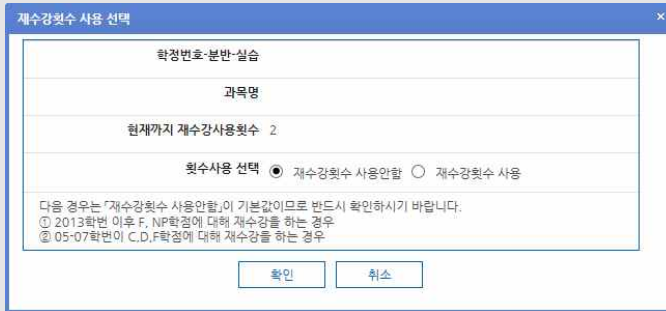 재수강횟수 사용 선택 ×
학정번호-분반-실습
과목명
현재까지 재수강사용횟수 2
횟수사용 선택 재수강횟수 사용안함 재수강횟수 사용
다음 경우는「재수강횟수 사용안함」이 기본값이므로 반드시 확인하시기 바랍니다.
① 2013학번 이후 F, NP학점에 대해 재수강을 하는 경우
② 05-07학번이 C,D,F학점에 대해 재수강을 하는 경우
확인 취소